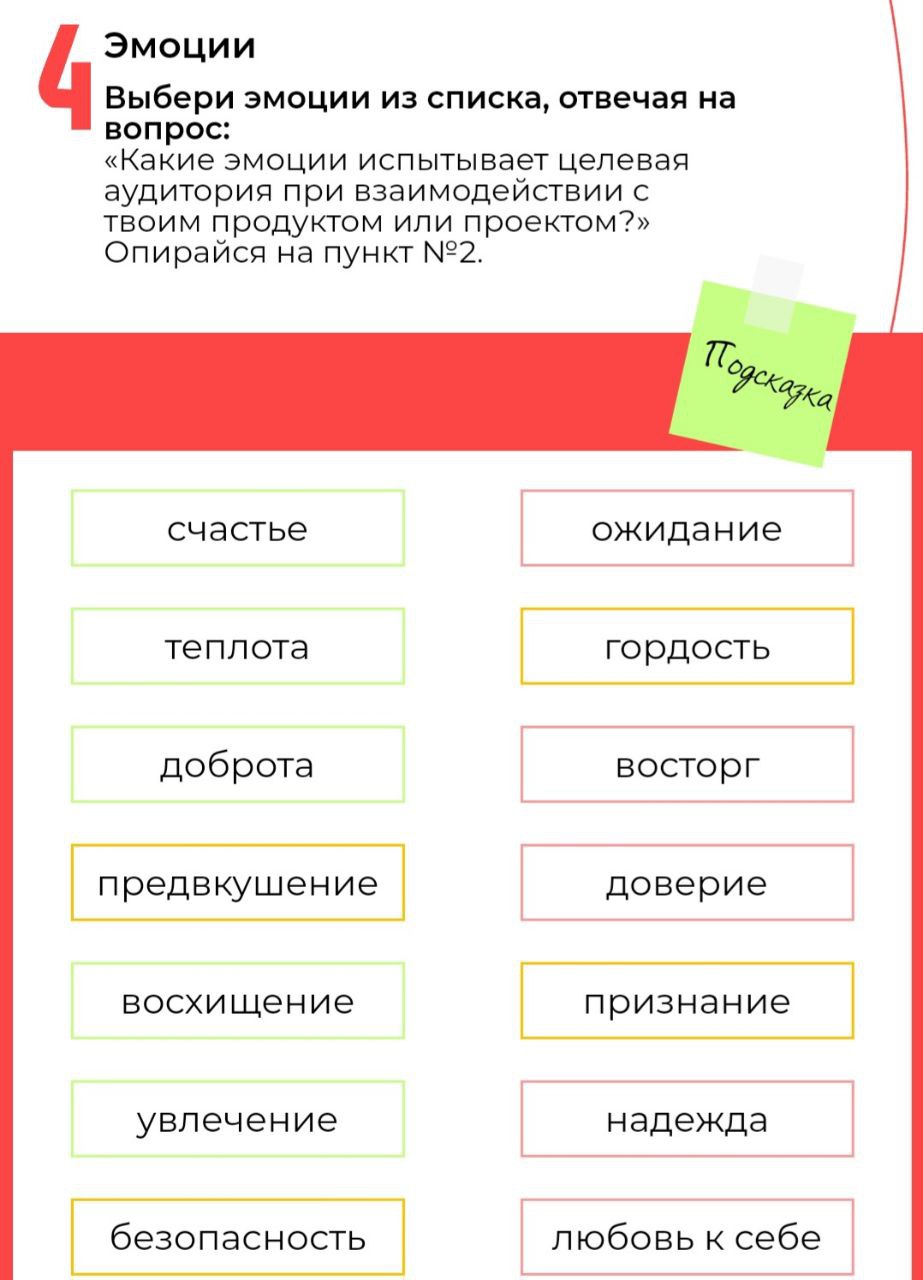 4
Эмоции
Выбери эмоции из списка, отвечая на
вопрос:
«Какие эмоции испытывает целевая
аудитория при взаимодействии с
твоим продуктом или проектом?»
Опирайся на пункт №2.
Подсказка
счастье
ожидание
теплота
гордость
доброта
восторг
предвкушение
доверие
восхищение
признание
увлечение
надежда
безопасность
любовь к себе